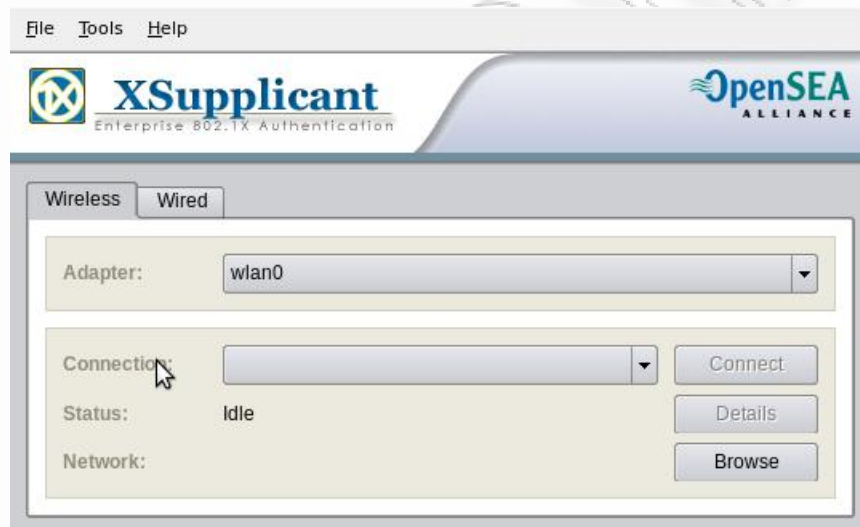 File Tools Help
XSupplicant
Enterprise 802.1X Authentication
OpenSEA
ALLIANCE
Wireless Wired
Adapter: wlan0
Connection: Connect
Status: Idle Details
Network: Browse